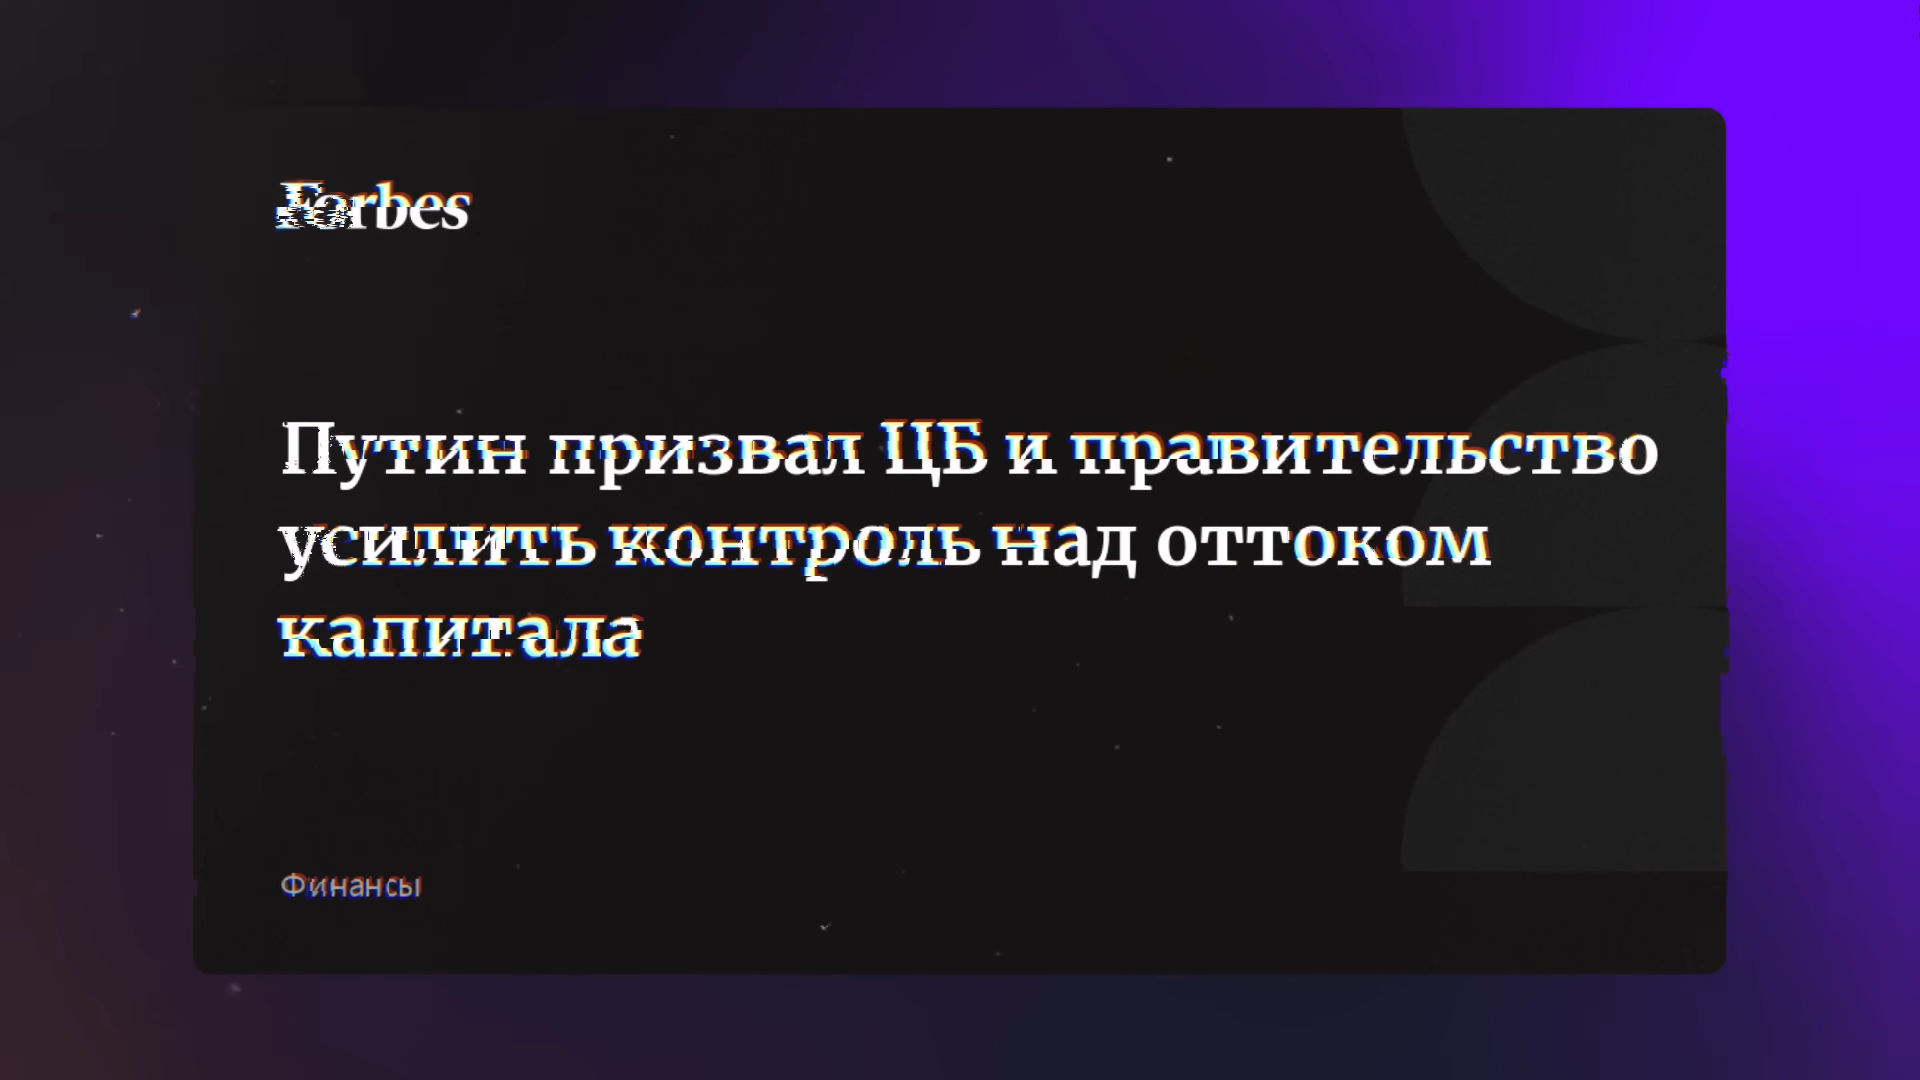 Forbes
Путин призвал ЦБ и правительство
усилить контроль над оттоком
капитала
Финансы